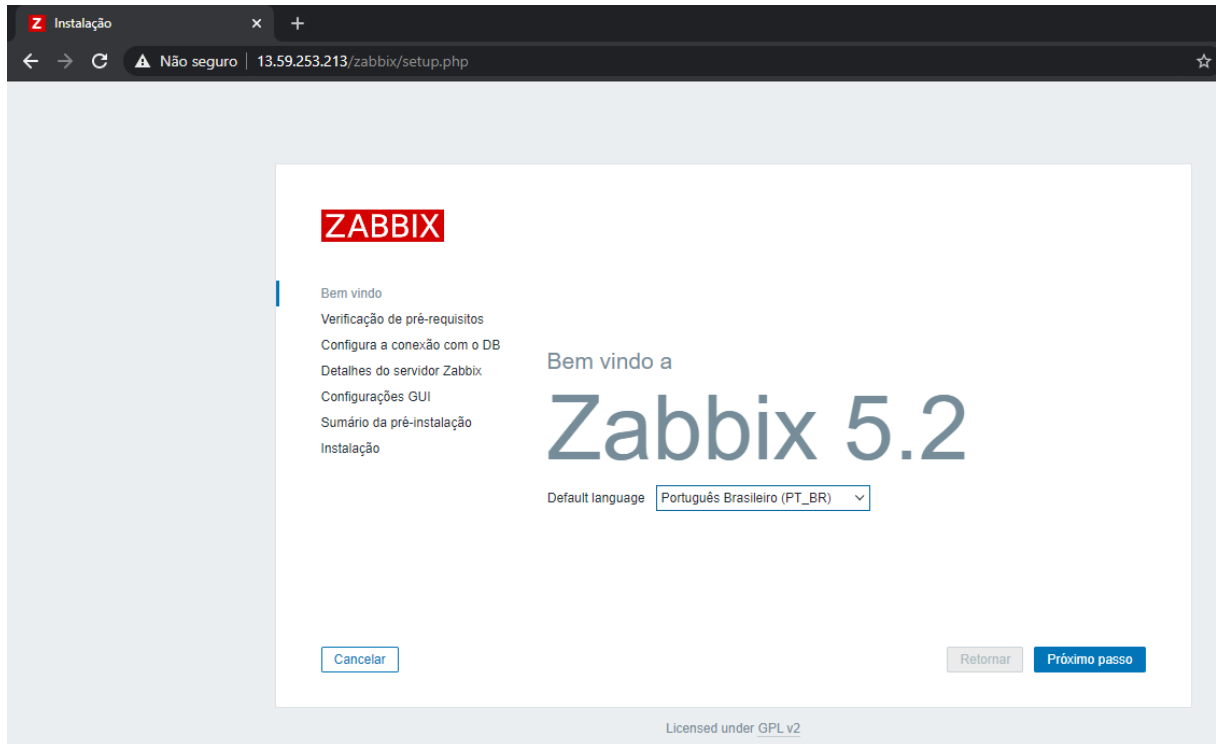 Z Instalação
Não seguro 13.59.253.213/zabbix/setup.php
ZABBIX
Bem vindo
Verificação de pré-requisitos
Configura a conexão com o DB
Detalhes do servidor Zabbix
Configurações GUI
Sumário da pré-instalação
Instalação
Bem vindo a
Zabbix 5.2
Default language Português Brasileiro (PT_BR)
Cancelar
Retornar
Próximo passo
Licensed under GPL v2